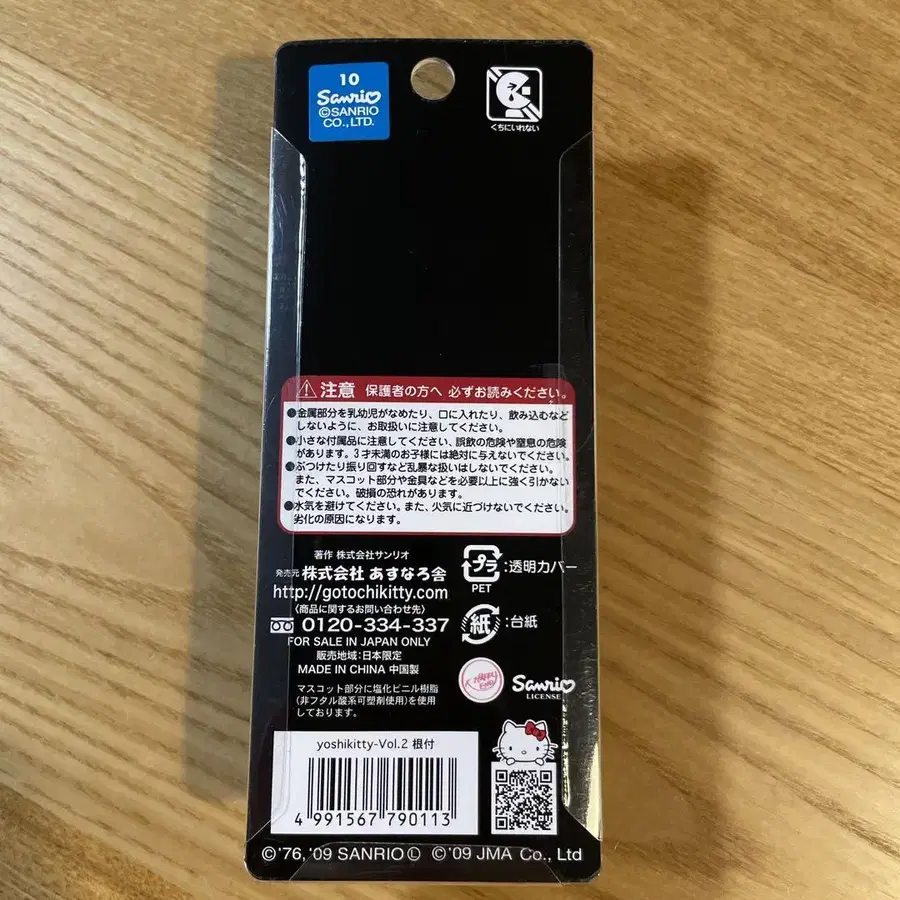 10
Sanrio
©SANRIO
CO.,LTD.
くちにいれない
注意 保護者の方へ 必ずお読みください。
●金属部分を乳幼児がなめたり、口に入れたり、飲み込むなど
しないように、お取扱いに注意してください。
●小さな付属品に注意してください、誤飲の危険や窒息の危険
があります。3才未満のお子様には絶対に与えないでください。
●ぶつけたり振り回すなど乱暴な扱いはしないでください。
また、マスコット部分や金具などを必要以上に強く引かない
でください。破損の恐れがあります。
●水気を避けてください。また、火気に近づけないでください。
劣化の原因になります。
著作 株式会社サンリオ
発売元 株式会社 あすなろ舎
http://gotochikitty.com
〈商品に関するお問い合わせ先〉
0120-334-337
FOR SALE IN JAPAN ONLY
販売地域:日本限定
MADE IN CHINA 中国製
マスコット部分に塩化ビニル樹脂
(非フタル酸系可塑剤使用)を使用
しております。
プラ :透明カバー
PET
紙 :台紙
HAPPY
END
Sanrio
LICENSE
yoshikitty-Vol.2 根付
4 991567 790113
©'76,'09 SANRIO Ⓛ ©'09 JMA Co., Ltd